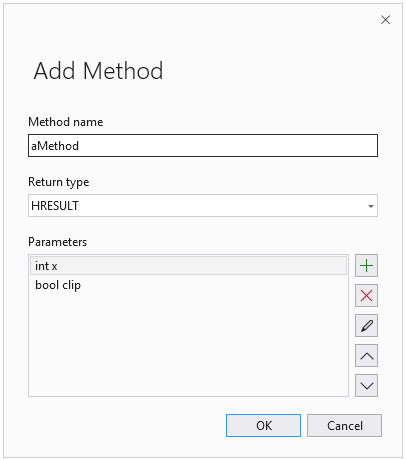 Add Method
Method name
aMethod
Return type
HRESULT
Parameters
int x
bool clip
OK
Cancel